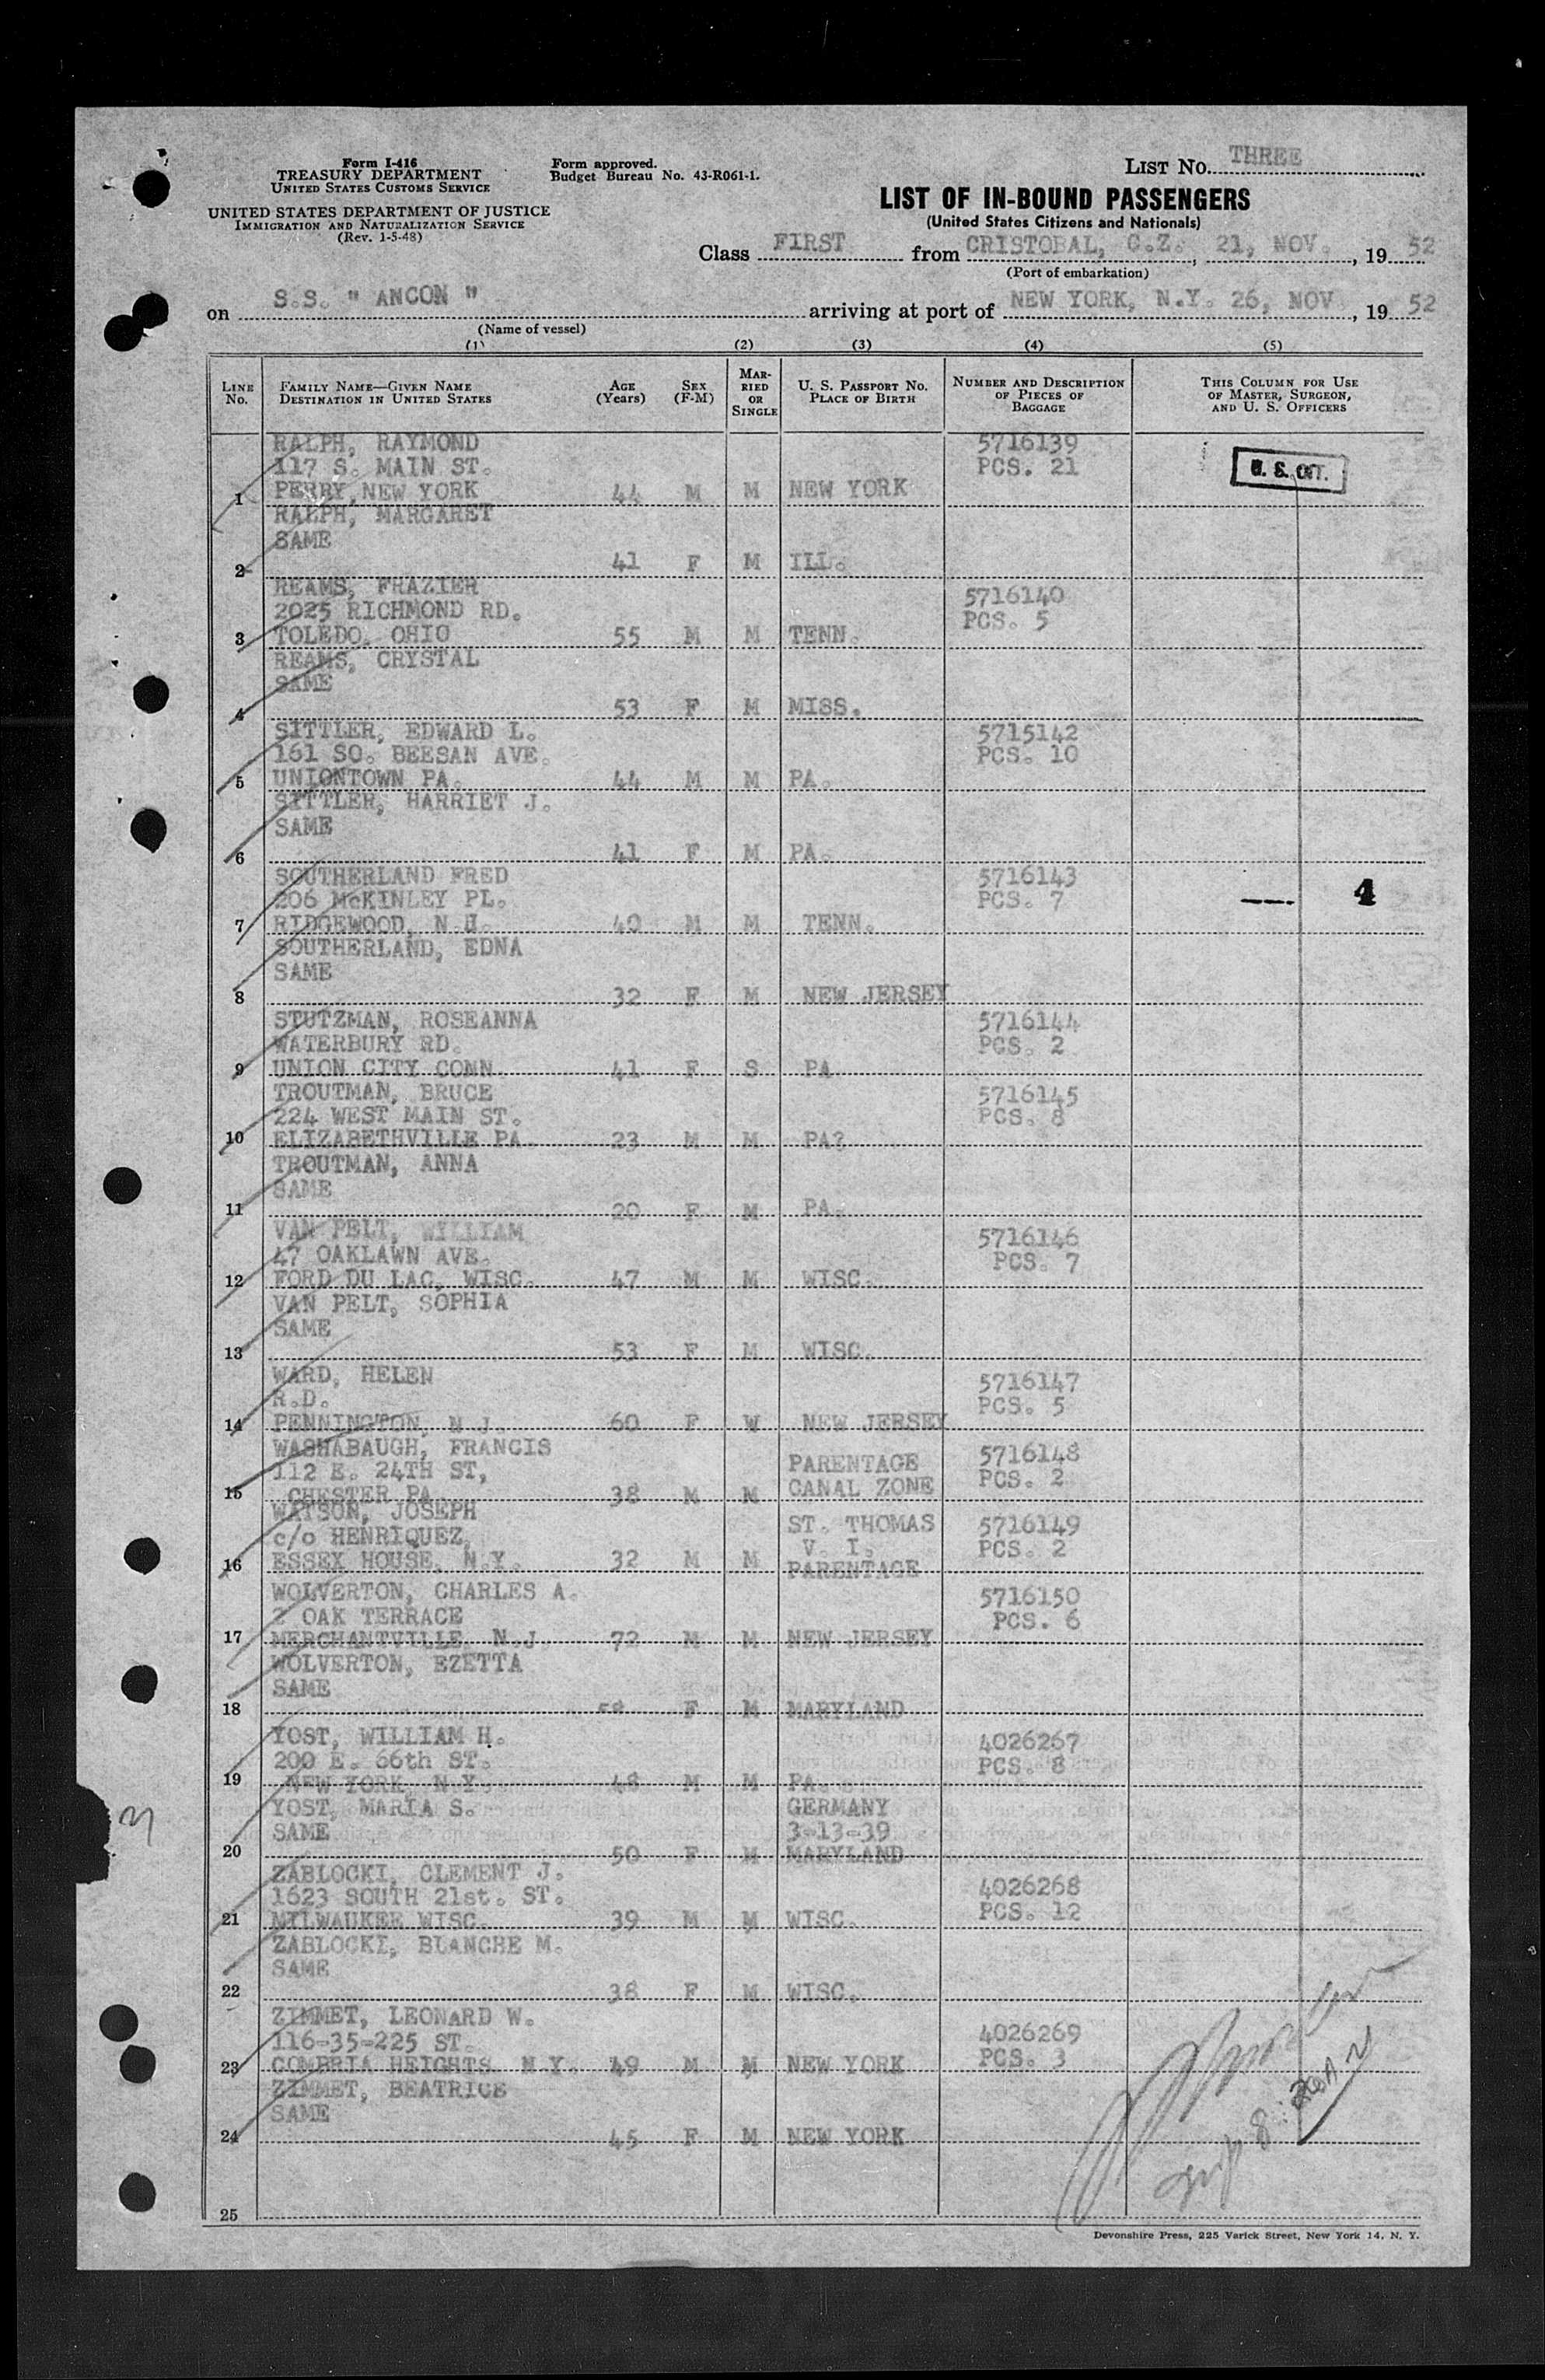 Form I-416
TREASURY DEPARTMENT
UNITED STATES CUSTOMS SERVICE
UNITED STATES DEPARTMENT OF JUSTICE
IMMIGRATION AND NATURALIZATION SERVICE
(Rev. 1-5-48)
Form approved.
Budget Bureau No. 43-R061-1.
LIST No. THREE
LIST OF IN-BOUND PASSENGERS
(United States Citizens and Nationals)
Class FIRST from CRISTOBAL, C.Z., 21, NOV., 19 52
(Port of embarkation)
on S.S. " ANCON " arriving at port of NEW YORK, N.Y. 26, NOV, 19 52
(Name of vessel)
(1) (2) (3) (4) (5)
LINE No.
FAMILY NAME—GIVEN NAME
DESTINATION IN UNITED STATES
AGE (Years)
SEX (F-M)
MARRIED OR SINGLE
U. S. PASSPORT NO.
PLACE OF BIRTH
NUMBER AND DESCRIPTION OF PIECES OF BAGGAGE
THIS COLUMN FOR USE OF MASTER, SURGEON, AND U. S. OFFICERS
RALPH, RAYMOND 5716139
117 S. MAIN ST. PCS. 21 U. S. CIT.
1 PERRY, NEW YORK 44 M M NEW YORK
RALPH, MARGARET
SAME
2 41 F M ILL.
REAMS, FRAZIER 5716140
2025 RICHMOND RD. PCS. 5
3 TOLEDO, OHIO 55 M M TENN.
REAMS, CRYSTAL
SAME
4 53 F M MISS.
SITTLER, EDWARD L. 5715142
161 SO. BEESAN AVE. PCS. 10
5 UNIONTOWN PA. 44 M M PA.
SITTLER, HARRIET J.
SAME
6 41 F M PA.
SOUTHERLAND FRED 5716143
206 McKINLEY PL. PCS. 7 4
7 RIDGEWOOD, N.J. 40 M M TENN.
SOUTHERLAND, EDNA
SAME
8 32 F M NEW JERSEY
STUTZMAN, ROSEANNA 5716144
WATERBURY RD. PCS. 2
9 UNION CITY CONN. 41 F S PA
TROUTMAN, BRUCE 5716145
224 WEST MAIN ST. PCS. 8
10 ELIZABETHVILLE PA. 23 M M PA?
TROUTMAN, ANNA
SAME
11 20 F M PA.
VAN PELT, WILLIAM 5716146
47 OAKLAWN AVE. PCS. 7
12 FORD DU LAC, WISC. 47 M M WISC.
VAN PELT, SOPHIA
SAME
13 53 F M WISC.
WARD, HELEN 5716147
R.D. PCS. 5
14 PENNINGTON, N J. 60 F W NEW JERSEY
WASHABAUGH, FRANCIS 5716148
112 E. 24TH ST, PARENTAGE PCS. 2
15 CHESTER PA 38 M M CANAL ZONE
WATSON, JOSEPH ST. THOMAS 5716149
c/o HENRIQUEZ, V. I. PCS. 2
16 ESSEX HOUSE, N.Y. 32 M M PARENTAGE
WOLVERTON, CHARLES A. 5716150
2 OAK TERRACE PCS. 6
17 MERCHANTVILLE, N.J. 72 M M NEW JERSEY
WOLVERTON, EZETTA
SAME
18 F M MARYLAND
YOST, WILLIAM H. 4026267
200 E. 66th ST. PCS. 8
19 NEW YORK, N.Y. 48 M M PA.
YOST, MARIA S. GERMANY
SAME 3-13-39
20 50 F M MARYLAND
ZABLOCKI, CLEMENT J. 4026268
1623 SOUTH 21st. ST. PCS. 12
21 MILWAUKEE WISC. 39 M M WISC.
ZABLOCKI, BLANCHE M.
SAME
22 38 F M WISC.
ZIMMET, LEONARD W. 4026269
116-35-225 ST. PCS. 3
23 COMBRIA HEIGHTS N.Y. 49 M M NEW YORK
ZIMMET, BEATRICE
SAME
24 45 F M NEW YORK
25
3
Devonshire Press, 225 Varick Street, New York 14, N. Y.